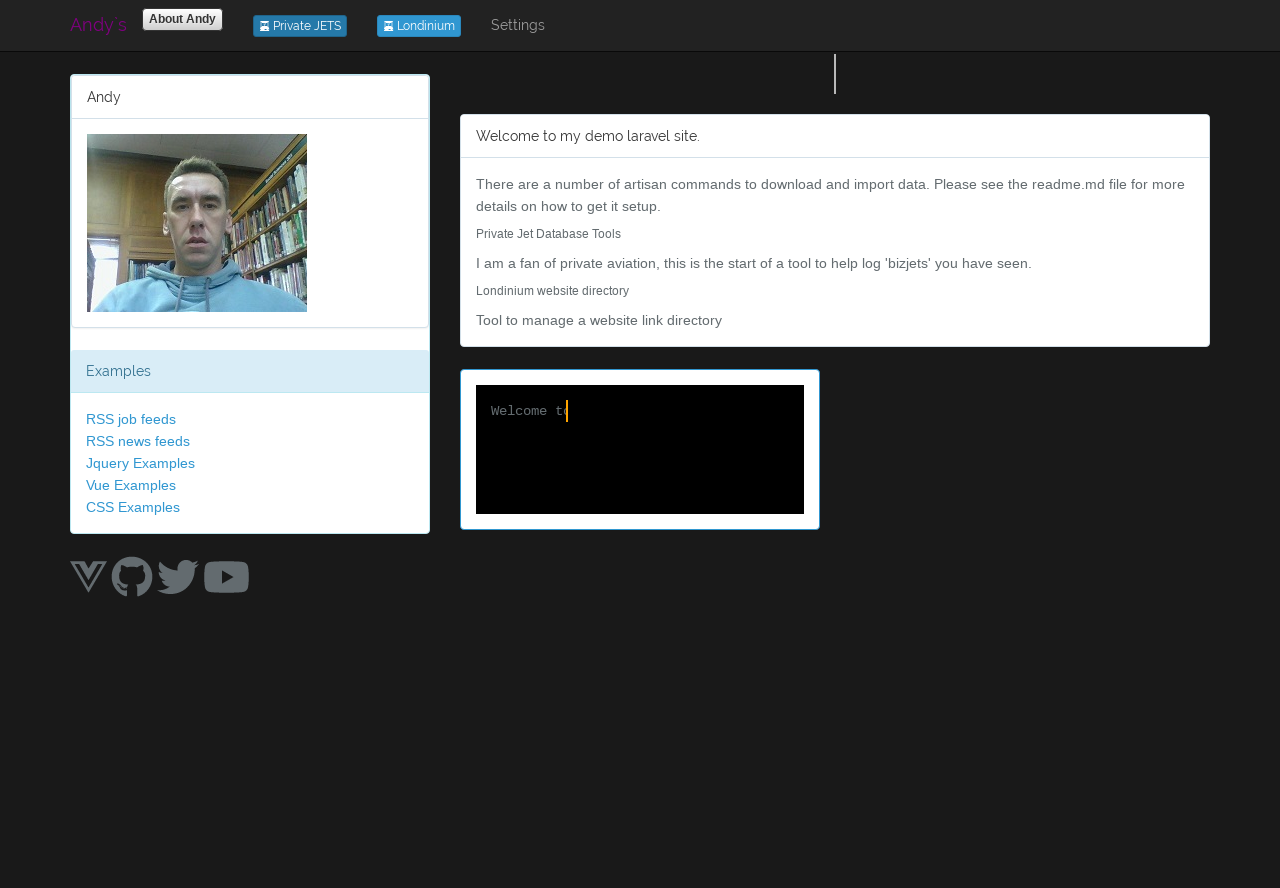 Andy's
About Andy
Private JETS
Londinium
Settings
Andy
Examples
RSS job feeds
RSS news feeds
Jquery Examples
Vue Examples
CSS Examples
Welcome to my demo laravel site.
There are a number of artisan commands to download and import data. Please see the readme.md file for more
details on how to get it setup.
Private Jet Database Tools
I am a fan of private aviation, this is the start of a tool to help log 'bizjets' you have seen.
Londinium website directory
Tool to manage a website link directory
Welcome to